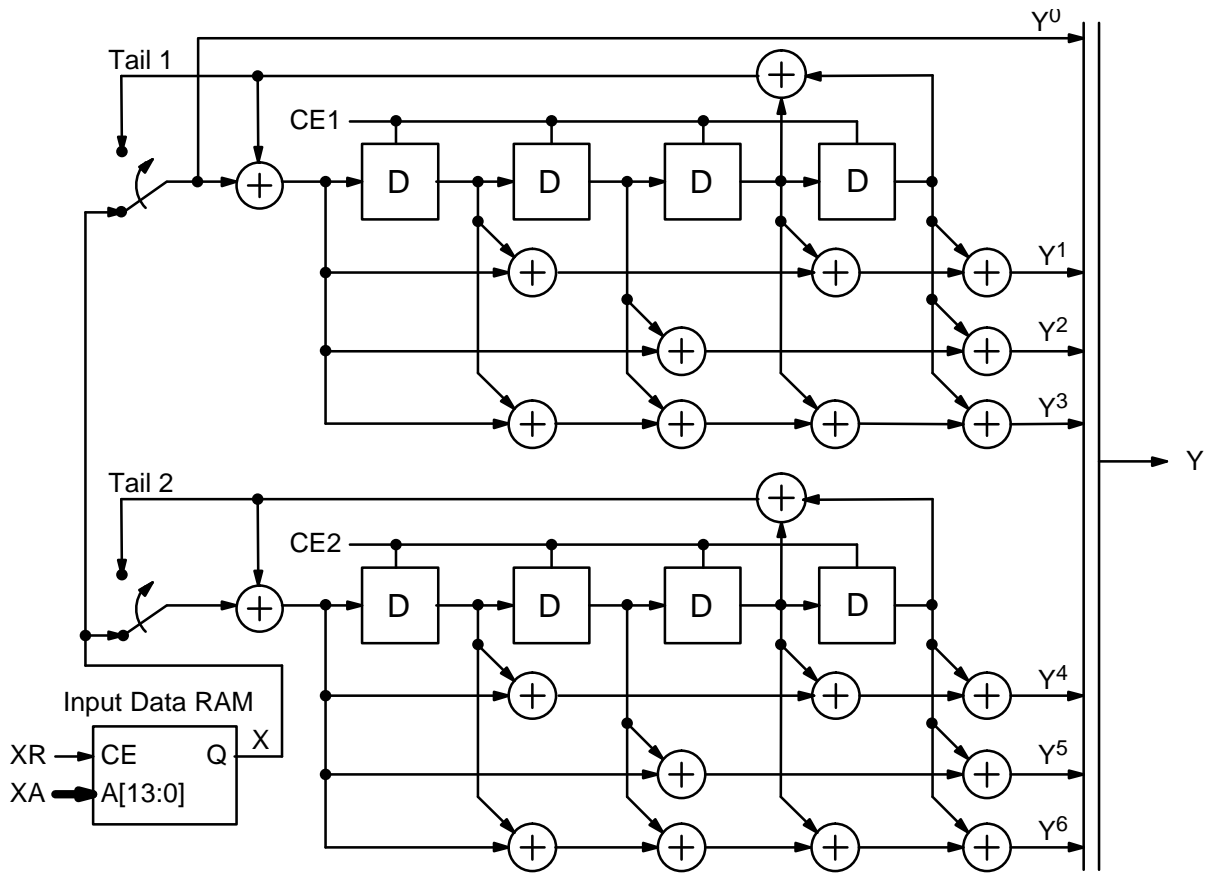 Y⁰
Tail 1
CE1
D D D D
Y¹
Y²
Y³
Y
Tail 2
CE2
D D D D
Y⁴
Input Data RAM
XR CE Q X
Y⁵
XA A[13:0]
Y⁶